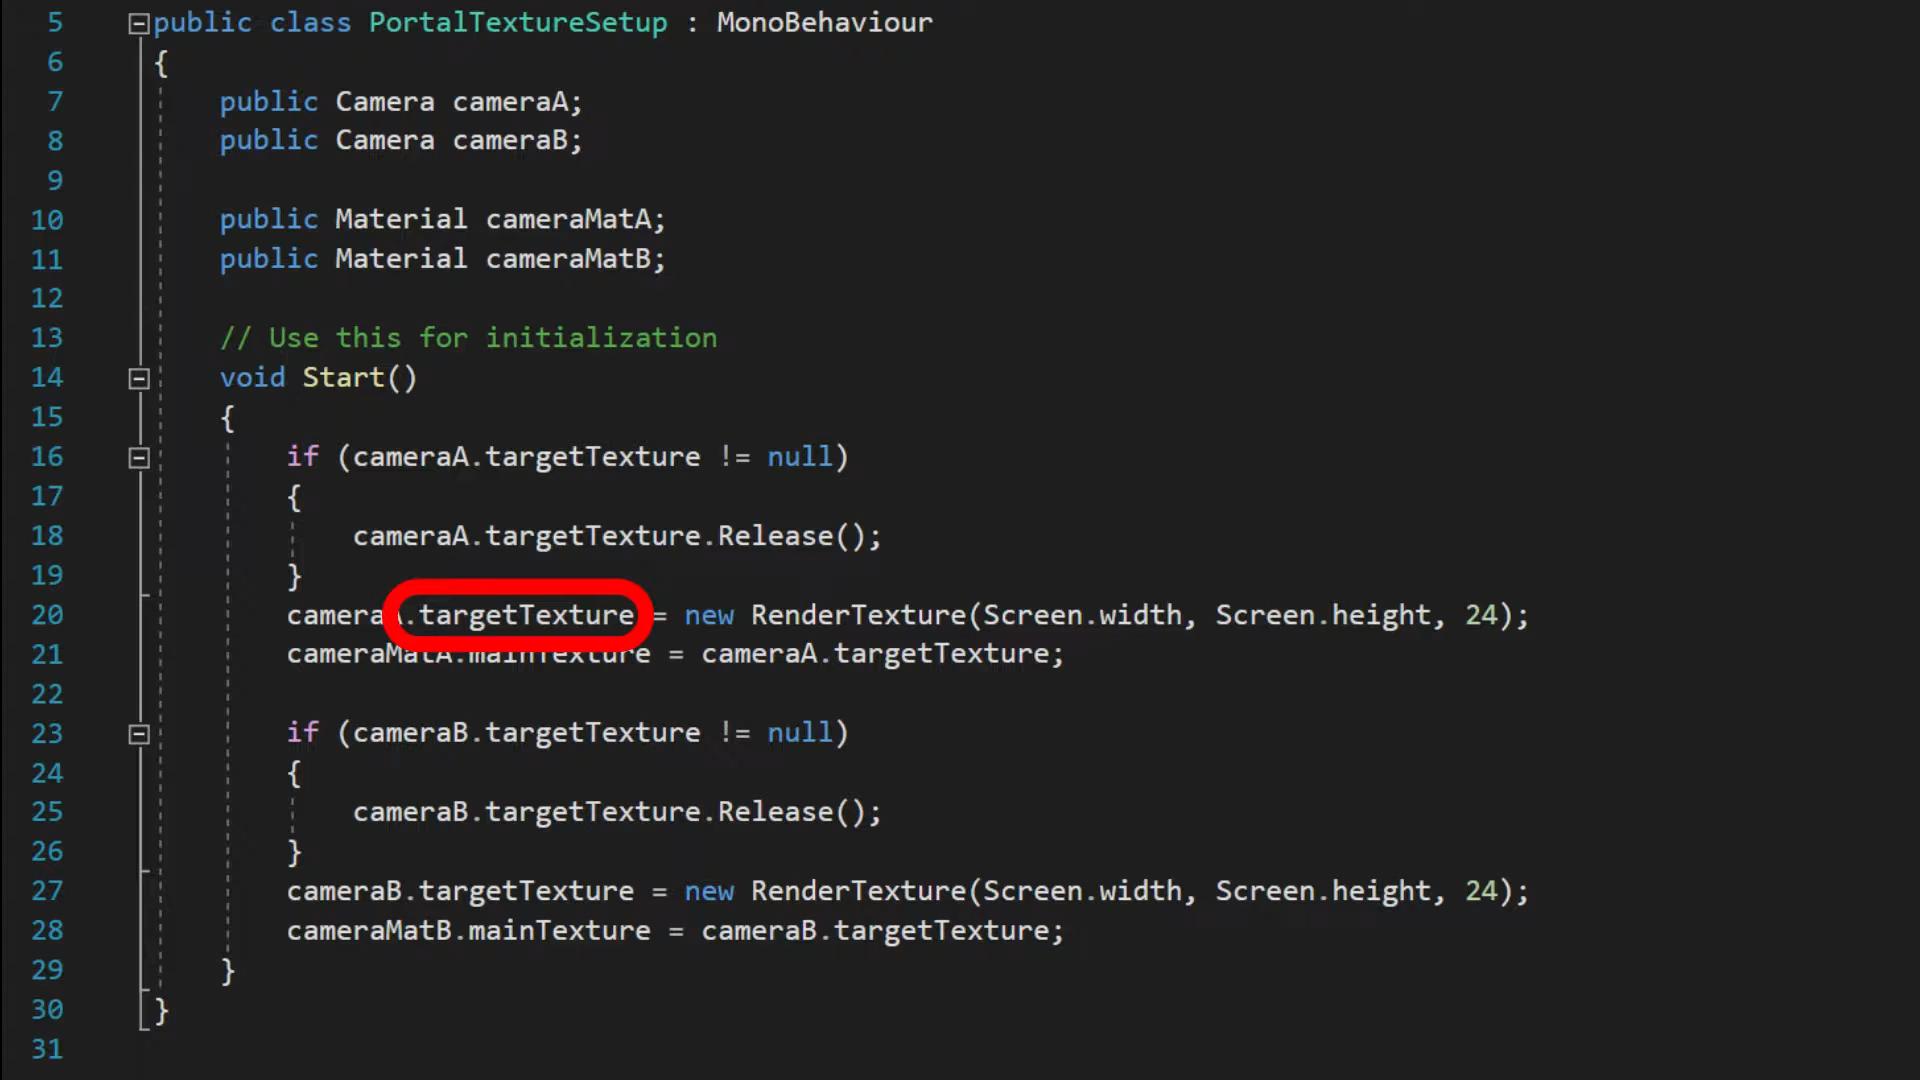 5 public class PortalTextureSetup : MonoBehaviour
6 {
7 public Camera cameraA;
8 public Camera cameraB;
9
10 public Material cameraMatA;
11 public Material cameraMatB;
12
13 // Use this for initialization
14 void Start()
15 {
16 if (cameraA.targetTexture != null)
17 {
18 cameraA.targetTexture.Release();
19 }
20 cameraA.targetTexture = new RenderTexture(Screen.width, Screen.height, 24);
21 cameraMatA.mainTexture = cameraA.targetTexture;
22
23 if (cameraB.targetTexture != null)
24 {
25 cameraB.targetTexture.Release();
26 }
27 cameraB.targetTexture = new RenderTexture(Screen.width, Screen.height, 24);
28 cameraMatB.mainTexture = cameraB.targetTexture;
29 }
30 }
31